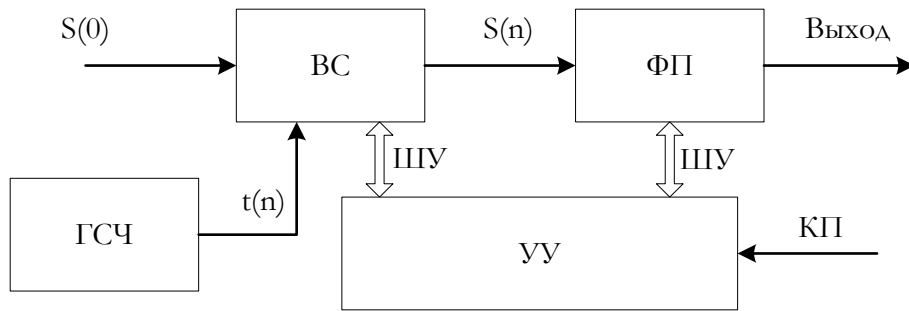 S(0)
ВС
S(n)
ФП
Выход
ШУ
ШУ
ГСЧ
t(n)
УУ
КП